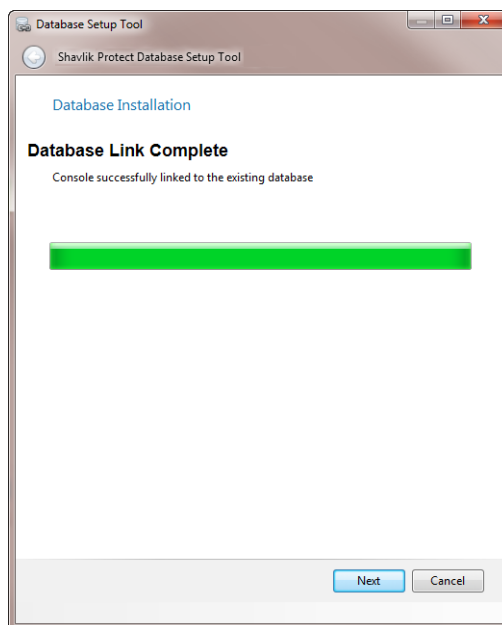 Database Setup Tool
Shavlik Protect Database Setup Tool
Database Installation
Database Link Complete
Console successfully linked to the existing database
Next
Cancel